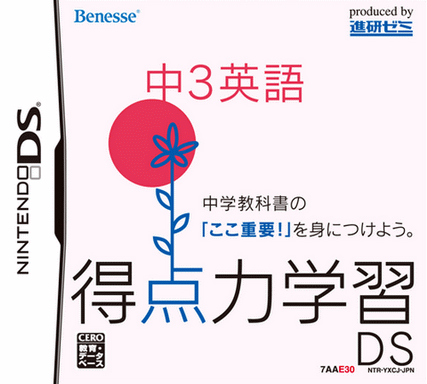 Benesse®
produced by
進研ゼミ
中3英語
NINTENDO DS™
中学教科書の
「ここ重要!」を身につけよう。
得点力学習
DS
CERO
教育・
データ
ベース
7AAE30
NTR-YXCJ-JPN